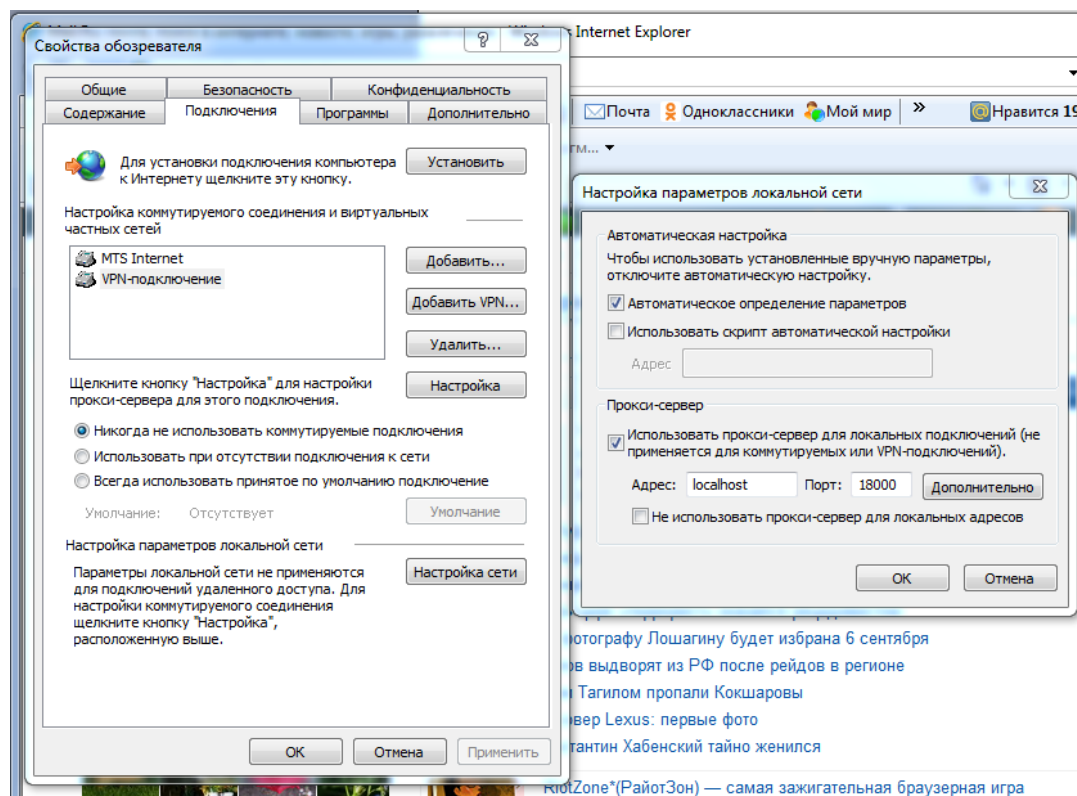 Windows Internet Explorer
Свойства обозревателя
Общие Безопасность Конфиденциальность
Содержание Подключения Программы Дополнительно
Для установки подключения компьютера
к Интернету щелкните эту кнопку.
Установить
Настройка коммутируемого соединения и виртуальных
частных сетей
MTS Internet
VPN-подключение
Добавить...
Добавить VPN...
Удалить...
Щелкните кнопку "Настройка" для настройки
прокси-сервера для этого подключения.
Настройка
Никогда не использовать коммутируемые подключения
Использовать при отсутствии подключения к сети
Всегда использовать принятое по умолчанию подключение
Умолчание: Отсутствует
Умолчание
Настройка параметров локальной сети
Параметры локальной сети не применяются
для подключений удаленного доступа. Для
настройки коммутируемого соединения
щелкните кнопку "Настройка",
расположенную выше.
Настройка сети
ОК Отмена Применить
Почта Одноклассники Мой мир » Нравится 19
Настройка параметров локальной сети
Автоматическая настройка
Чтобы использовать установленные вручную параметры,
отключите автоматическую настройку.
Автоматическое определение параметров
Использовать скрипт автоматической настройки
Адрес
Прокси-сервер
Использовать прокси-сервер для локальных подключений (не
применяется для коммутируемых или VPN-подключений).
Адрес: localhost Порт: 18000 Дополнительно
Не использовать прокси-сервер для локальных адресов
ОК Отмена
отографу Лошагину будет избрана 6 сентября
ов выдворят из РФ после рейдов в регионе
Тагилом пропали Кокшаровы
вер Lexus: первые фото
тантин Хабенский тайно женился
RiotZone*(РайотЗон) — самая зажигательная браузерная игра